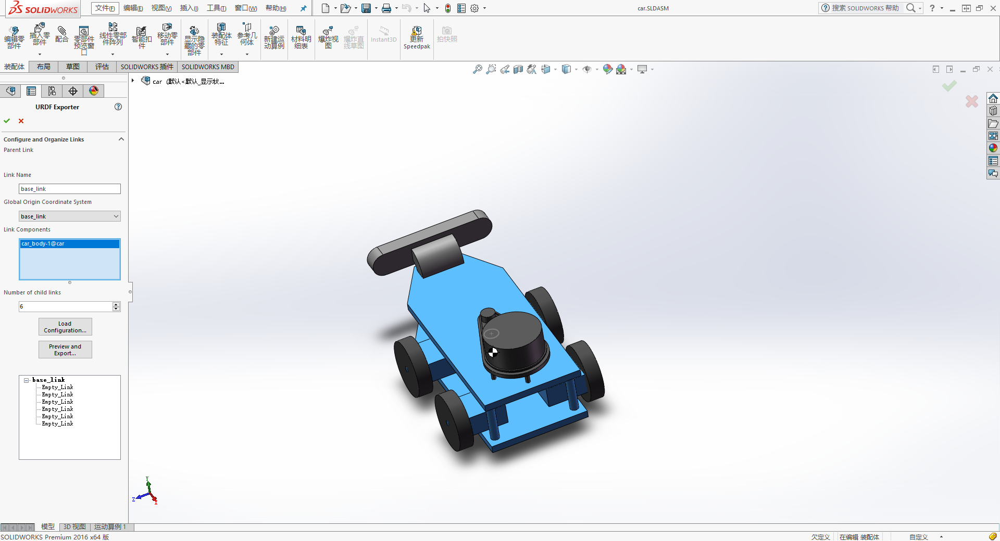 SOLIDWORKS
文件(F) 编辑(E) 视图(V) 插入(I) 工具(T) 窗口(W) 帮助(H)
car.SLDASM
搜索 SOLIDWORKS 帮助
?
编辑零部件
插入零部件
配合
零部件预览窗口
线性零部件阵列
智能扣件
移动零部件
显示隐藏的零部件
装配体特征
参考几何体
新建运动算例
材料明细表
爆炸视图
爆炸直线草图
Instant3D
更新 Speedpak
拍快照
装配体 布局 草图 评估 SOLIDWORKS 插件 SOLIDWORKS MBD
car (默认<默认_显示状...
URDF Exporter
Configure and Organize Links
Parent Link
Link Name
base_link
Global Origin Coordinate System
base_link
Link Components
car_body-1@car
Number of child links
6
Load
Configuration...
Preview and
Export...
base_link
Empty_Link
Empty_Link
Empty_Link
Empty_Link
Empty_Link
Empty_Link
Y
Z
X
模型 3D 视图 运动算例 1
SOLIDWORKS Premium 2016 x64 版
欠定义 在编辑 装配体 自定义